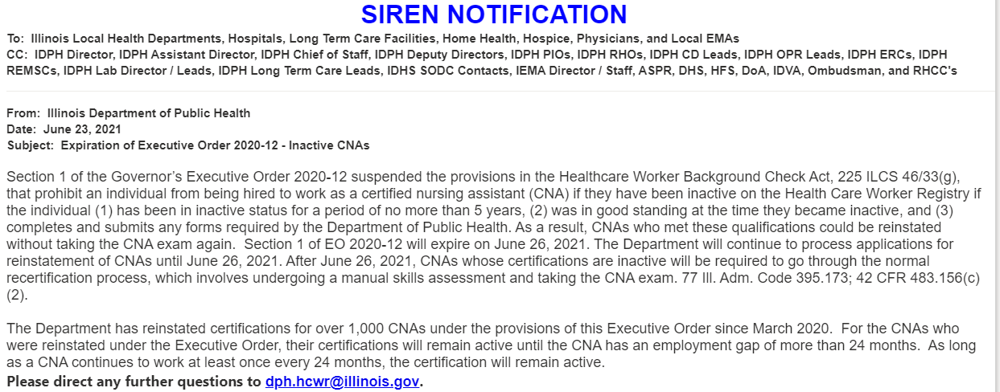 SIREN NOTIFICATION
To:  Illinois Local Health Departments, Hospitals, Long Term Care Facilities, Home Health, Hospice, Physicians, and Local EMAs
CC:  IDPH Director, IDPH Assistant Director, IDPH Chief of Staff, IDPH Deputy Directors, IDPH PIOs, IDPH RHOs, IDPH CD Leads, IDPH OPR Leads, IDPH ERCs, IDPH
REMSCs, IDPH Lab Director / Leads, IDPH Long Term Care Leads, IDHS SODC Contacts, IEMA Director / Staff, ASPR, DHS, HFS, DoA, IDVA, Ombudsman, and RHCC's
From:  Illinois Department of Public Health
Date:  June 23, 2021
Subject:  Expiration of Executive Order 2020-12 - Inactive CNAs
Section 1 of the Governor’s Executive Order 2020-12 suspended the provisions in the Healthcare Worker Background Check Act, 225 ILCS 46/33(g),
that prohibit an individual from being hired to work as a certified nursing assistant (CNA) if they have been inactive on the Health Care Worker Registry if
the individual (1) has been in inactive status for a period of no more than 5 years, (2) was in good standing at the time they became inactive, and (3)
completes and submits any forms required by the Department of Public Health. As a result, CNAs who met these qualifications could be reinstated
without taking the CNA exam again.  Section 1 of EO 2020-12 will expire on June 26, 2021. The Department will continue to process applications for
reinstatement of CNAs until June 26, 2021. After June 26, 2021, CNAs whose certifications are inactive will be required to go through the normal
recertification process, which involves undergoing a manual skills assessment and taking the CNA exam. 77 Ill. Adm. Code 395.173; 42 CFR 483.156(c)
(2).
The Department has reinstated certifications for over 1,000 CNAs under the provisions of this Executive Order since March 2020.  For the CNAs who
were reinstated under the Executive Order, their certifications will remain active until the CNA has an employment gap of more than 24 months.  As long
as a CNA continues to work at least once every 24 months, the certification will remain active.
Please direct any further questions to dph.hcwr@illinois.gov.